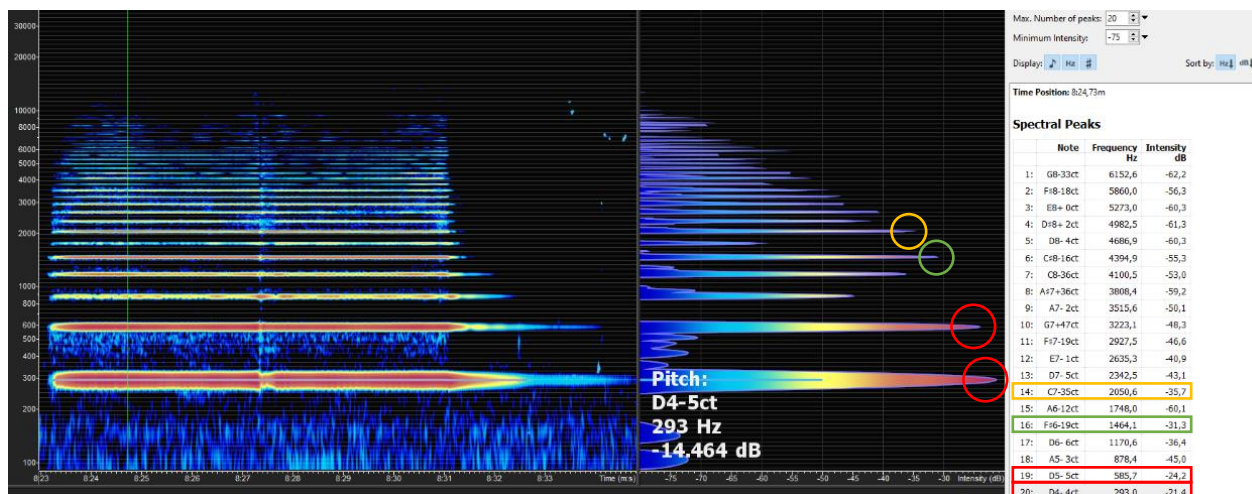 30000
20000
10000
8000
6000
5000
4000
3000
2000
1000
800
600
500
400
300
200
100
8:23 8:24 8:25 8:26 8:27 8:28 8:29 8:30 8:31 8:32 8:33 Time (m:s)
Pitch:
D4-5ct
293 Hz
-14.464 dB
-75 -70 -65 -60 -55 -50 -45 -40 -35 -30 Intensity (dB)
Max. Number of peaks: 20
Minimum Intensity: -75
Display: ♪ Hz # Sort by: Hz↓ dB↓
Time Position: 8:24,73m
Spectral Peaks
Note Frequency Hz Intensity dB
1: G8-33ct 6152,6 -62,2
2: F♯8-18ct 5860,0 -56,3
3: E8+ 0ct 5273,0 -60,3
4: D♯8+ 2ct 4982,5 -61,3
5: D8- 4ct 4686,9 -60,3
6: C♯8-16ct 4394,9 -55,3
7: C8-36ct 4100,5 -53,0
8: A♯7+36ct 3808,4 -59,2
9: A7- 2ct 3515,6 -50,1
10: G7+47ct 3223,1 -48,3
11: F♯7-19ct 2927,5 -46,6
12: E7- 1ct 2635,3 -40,9
13: D7- 5ct 2342,5 -43,1
14: C7-35ct 2050,6 -35,7
15: A6-12ct 1748,0 -60,1
16: F♯6-19ct 1464,1 -31,3
17: D6- 6ct 1170,6 -36,4
18: A5- 3ct 878,4 -45,0
19: D5- 5ct 585,7 -24,2
20: D4- 4ct 293,0 -21,4